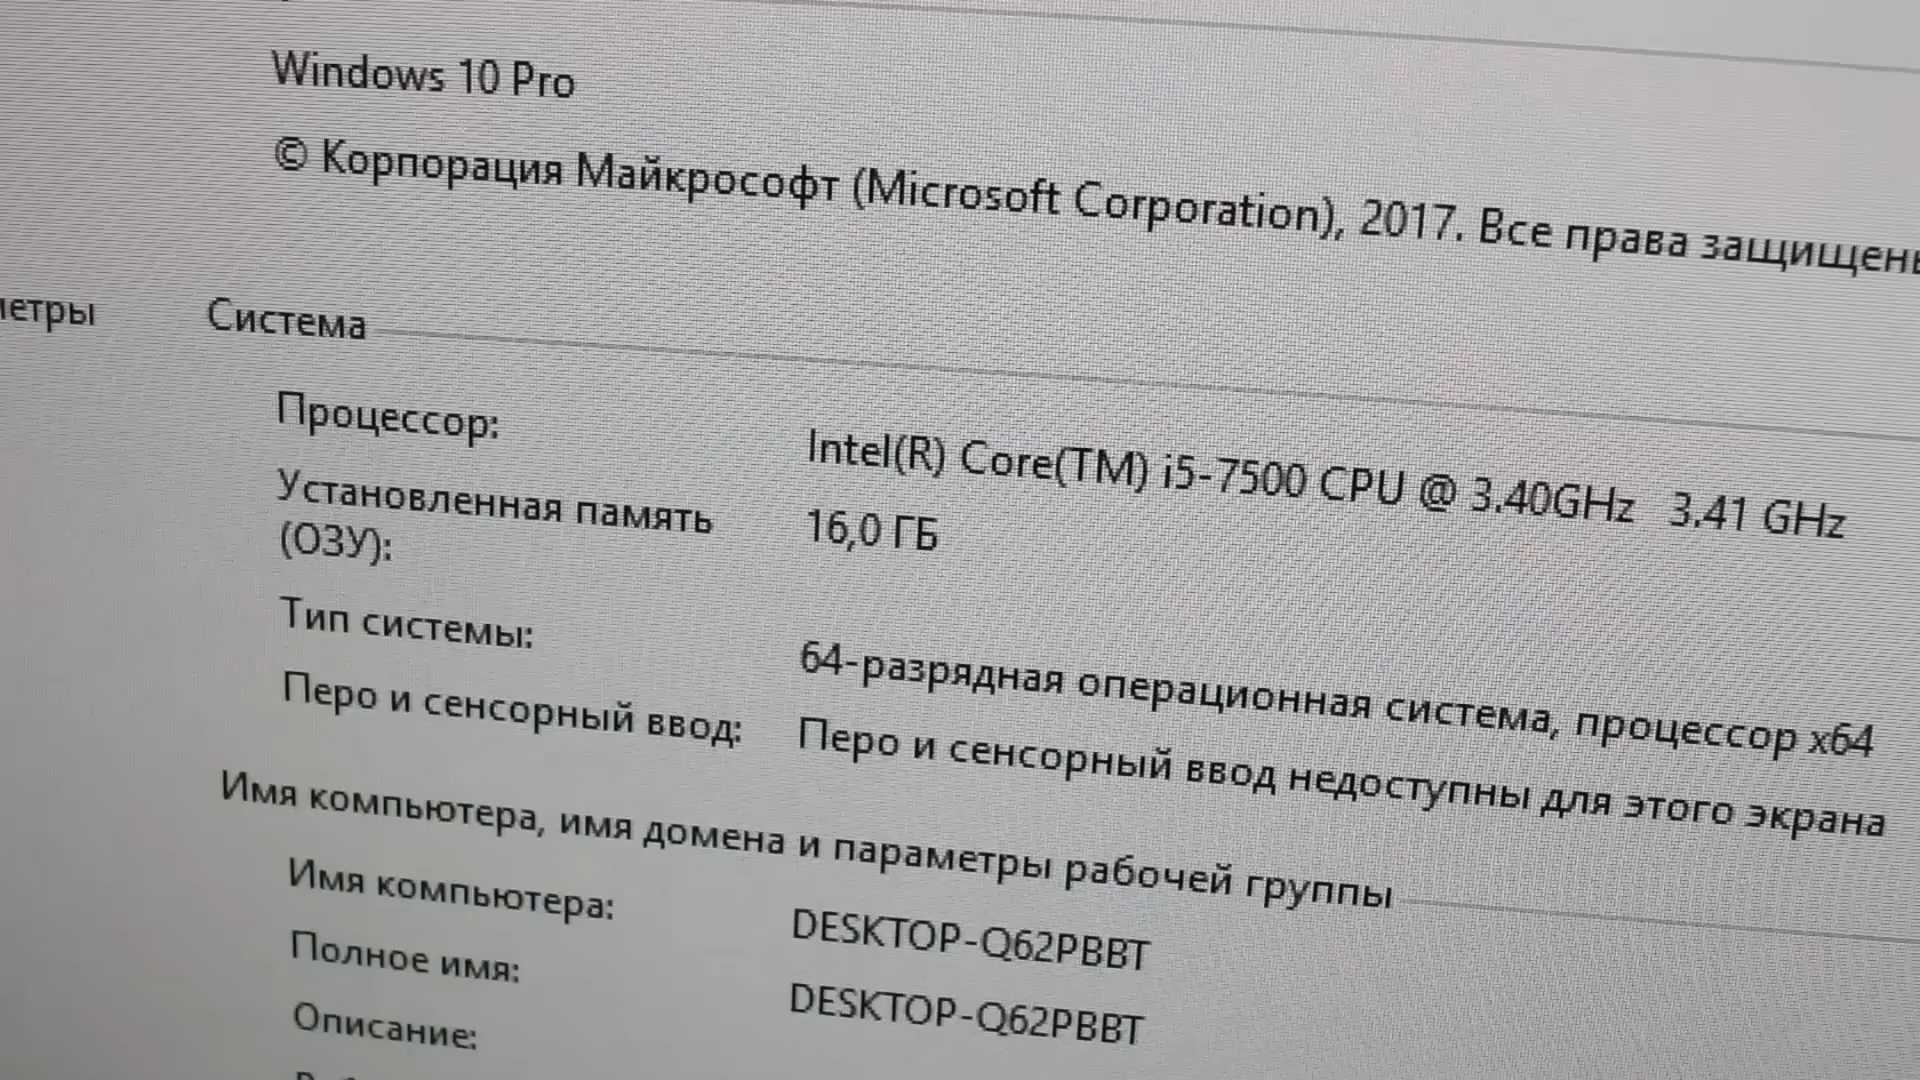 Windows 10 Pro
© Корпорация Майкрософт (Microsoft Corporation), 2017. Все права
Система
Процессор: Intel(R) Core(TM) i5-7500 CPU @ 3.40GHz 3.41 GHz
Установленная память (ОЗУ): 16,0 ГБ
Тип системы: 64-разрядная операционная система, процессор x64
Перо и сенсорный ввод: Перо и сенсорный ввод недоступны для этого экрана
Имя компьютера, имя домена и параметры рабочей группы
Имя компьютера: DESKTOP-Q62PBBT
Полное имя: DESKTOP-Q62PBBT
Описание: